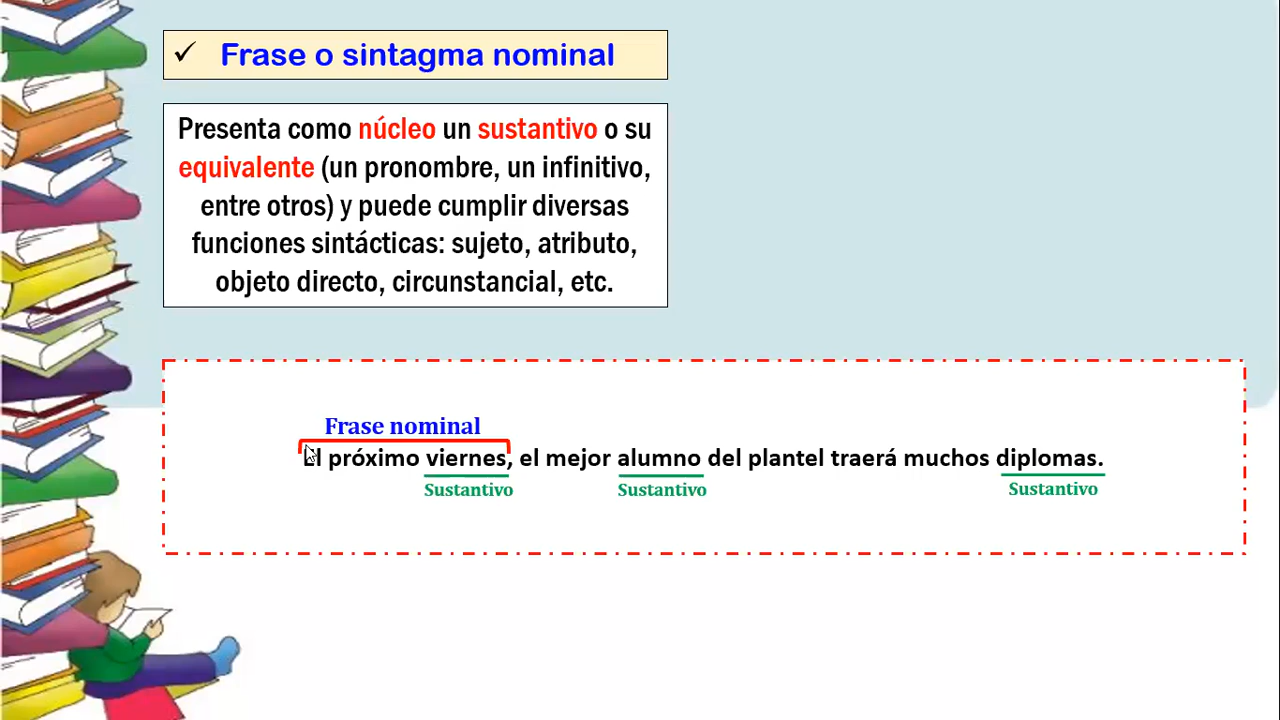 ✓ Frase o sintagma nominal
Presenta como núcleo un sustantivo o su
equivalente (un pronombre, un infinitivo,
entre otros) y puede cumplir diversas
funciones sintácticas: sujeto, atributo,
objeto directo, circunstancial, etc.
Frase nominal
El próximo viernes, el mejor alumno del plantel traerá muchos diplomas.
Sustantivo Sustantivo Sustantivo